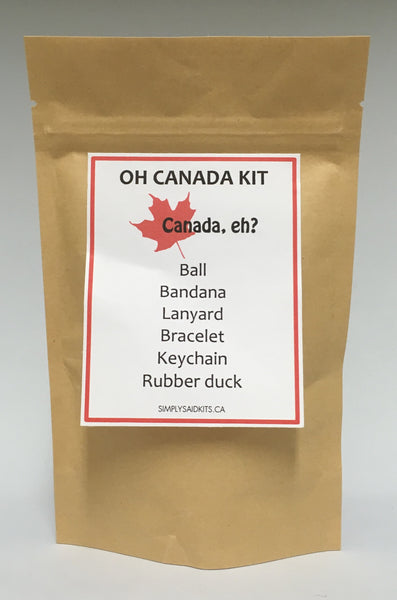 OH CANADA KIT
Canada, eh?
Ball
Bandana
Lanyard
Bracelet
Keychain
Rubber duck
SIMPLYSAIDKITS.CA